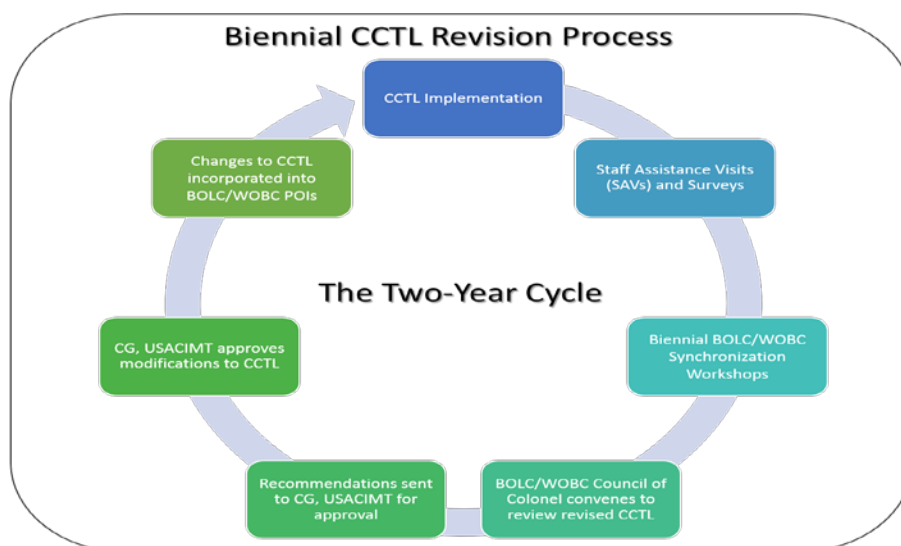 Biennial CCTL Revision Process
CCTL Implementation
Staff Assistance Visits
(SAVs) and Surveys
Biennial BOLC/WOBC
Synchronization
Workshops
BOLC/WOBC Council of
Colonel convenes to
review revised CCTL
Recommendations sent
to CG, USACIMT for
approval
CG, USACIMT approves
modifications to CCTL
Changes to CCTL
incorporated into
BOLC/WOBC POIs
The Two-Year Cycle